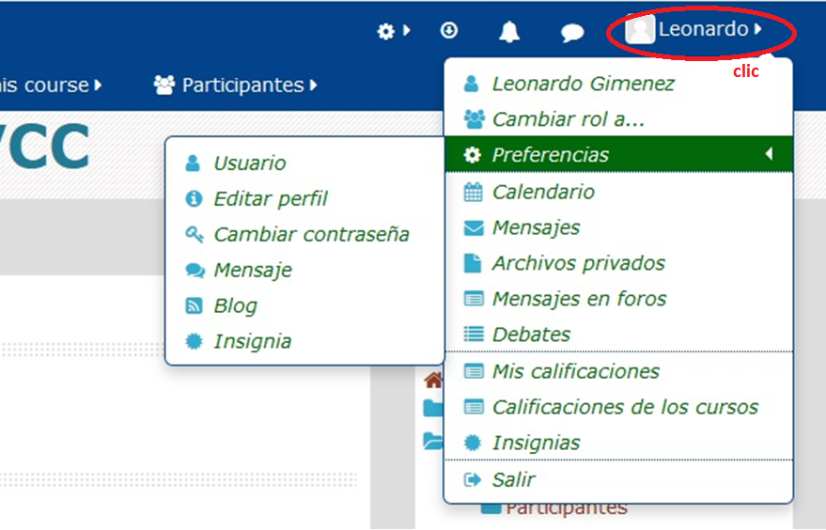 Leonardo
clic
is course
Participantes
VCC
Leonardo Gimenez
Cambiar rol a...
Preferencias
Calendario
Mensajes
Archivos privados
Mensajes en foros
Debates
Mis calificaciones
Calificaciones de los cursos
Insignias
Salir
Usuario
Editar perfil
Cambiar contraseña
Mensaje
Blog
Insignia
Participantes